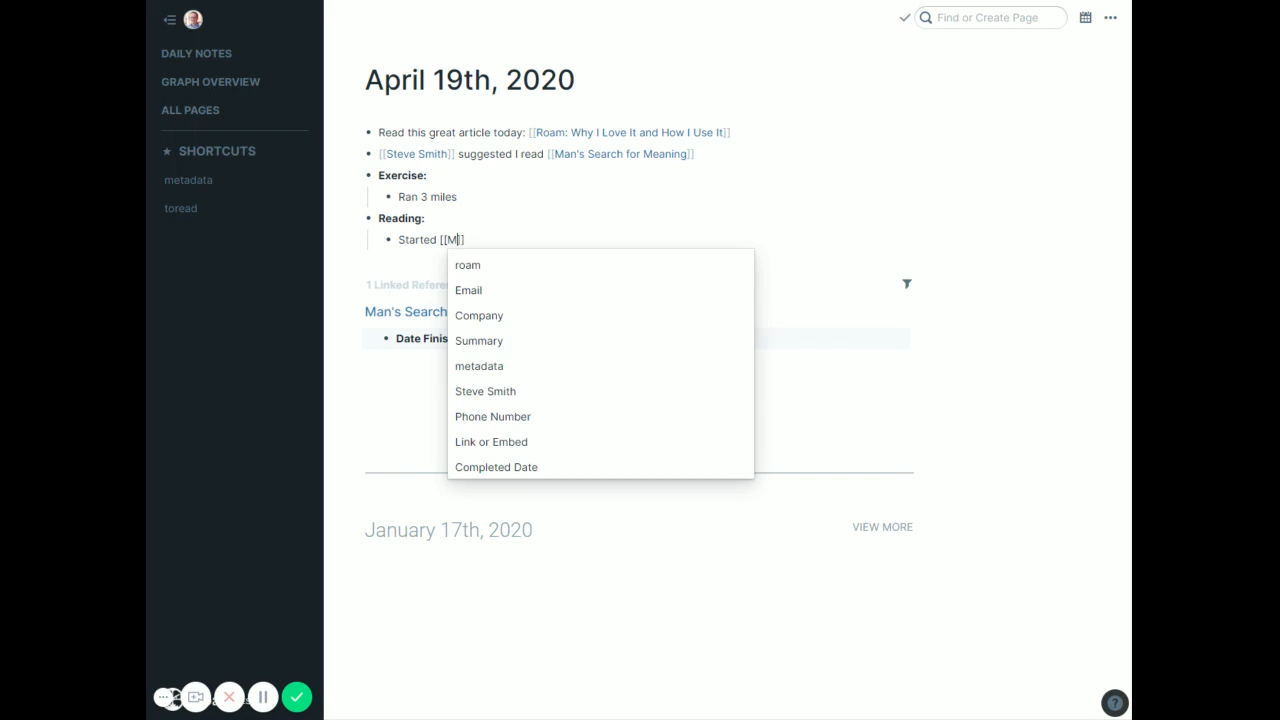 DAILY NOTES
GRAPH OVERVIEW
ALL PAGES
★ SHORTCUTS
metadata
toread
Find or Create Page
April 19th, 2020
• Read this great article today: [[Roam: Why I Love It and How I Use It]]
• [[Steve Smith]] suggested I read [[Man's Search for Meaning]]
• Exercise:
• Ran 3 miles
• Reading:
• Started [[M]]
roam
Email
Company
Summary
metadata
Steve Smith
Phone Number
Link or Embed
Completed Date
1 Linked Refere
Man's Search
• Date Finis
January 17th, 2020
VIEW MORE
?